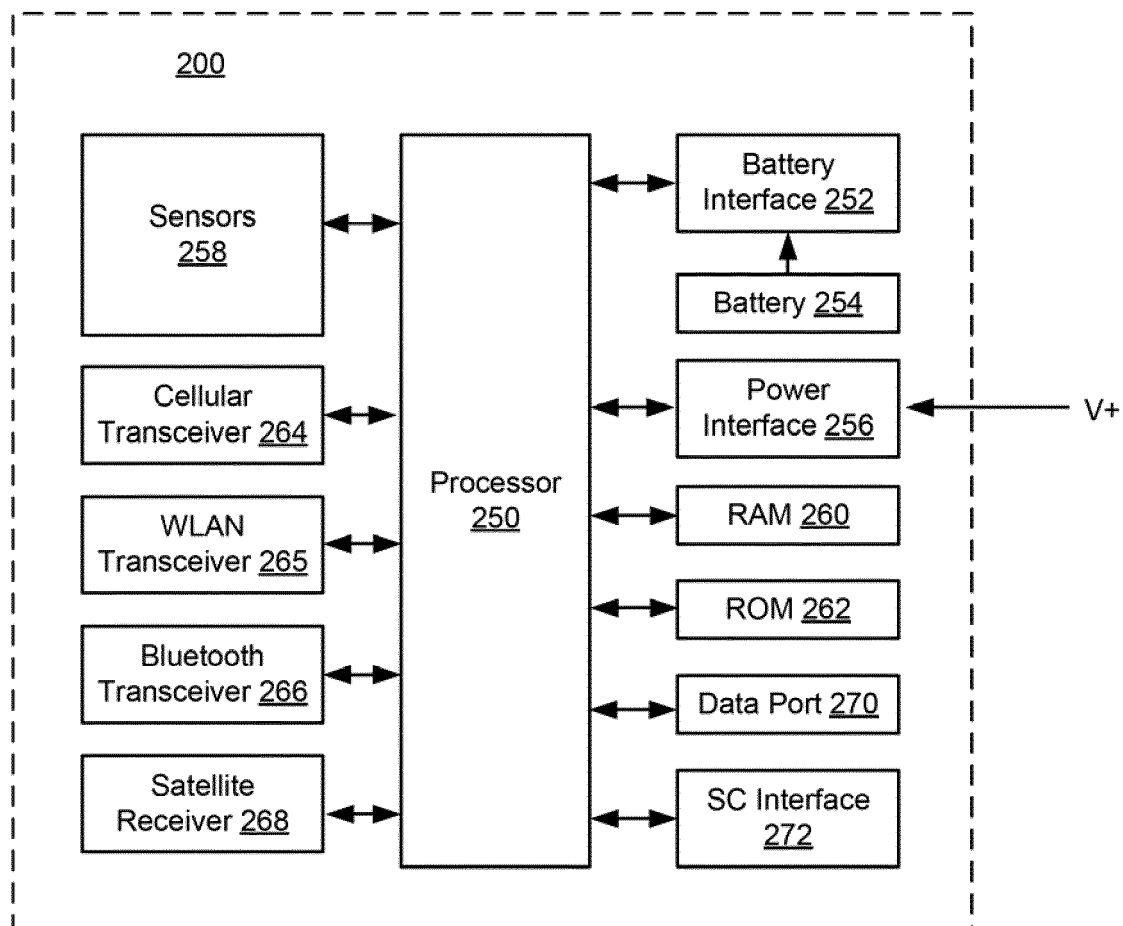 200
Sensors
258
Cellular
Transceiver 264
WLAN
Transceiver 265
Bluetooth
Transceiver 266
Satellite
Receiver 268
Processor
250
Battery
Interface 252
Battery 254
Power
Interface 256
V+
RAM 260
ROM 262
Data Port 270
SC Interface
272